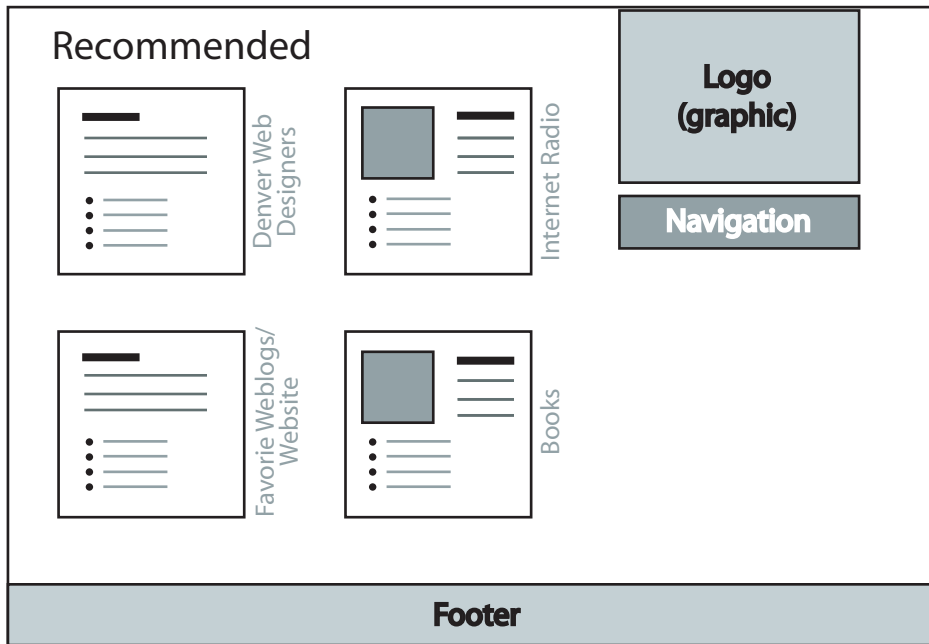 Recommended
Denver Web
Designers
Internet Radio
Logo
(graphic)
Navigation
Favorie Weblogs/
Website
Books
Footer